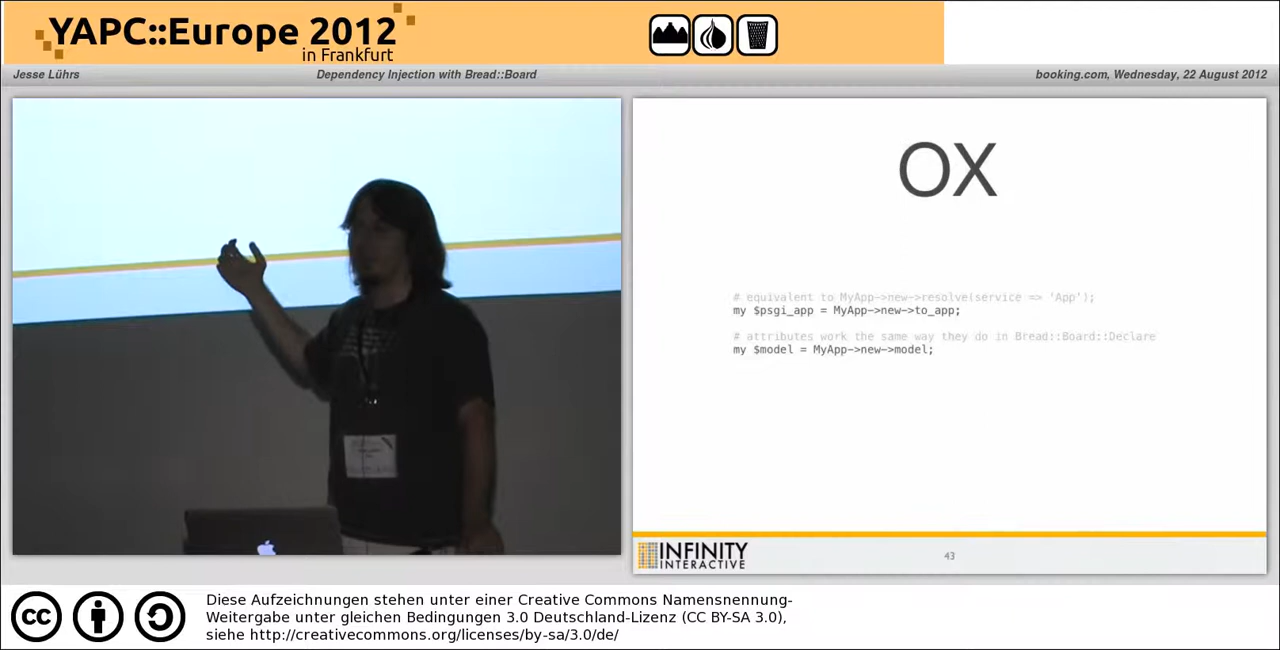 YAPC::Europe 2012
in Frankfurt
Jesse Lührs
Dependency Injection with Bread::Board
booking.com, Wednesday, 22 August 2012
OX
# equivalent to MyApp->new->resolve(service => 'App');
my $psgi_app = MyApp->new->to_app;
# attributes work the same way they do in Bread::Board::Declare
my $model = MyApp->new->model;
INFINITY
INTERACTIVE
43
cc
Diese Aufzeichnungen stehen unter einer Creative Commons Namensnennung-
Weitergabe unter gleichen Bedingungen 3.0 Deutschland-Lizenz (CC BY-SA 3.0),
siehe http://creativecommons.org/licenses/by-sa/3.0/de/